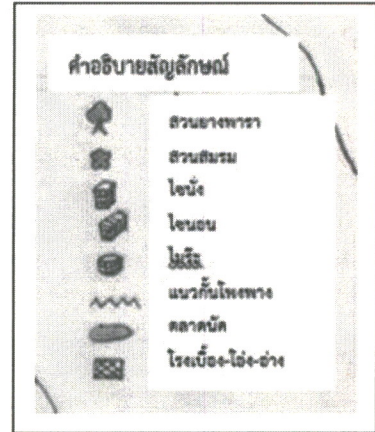 คำอธิบายสัญลักษณ์
สวนยางพารา
สวนสมรม
ไซนั่ง
ไซนอน
ไม่รือ
แนวกั้นโพงพาง
ตลาดนัด
โรงเบื้อง-โอ่ง-อ่าง